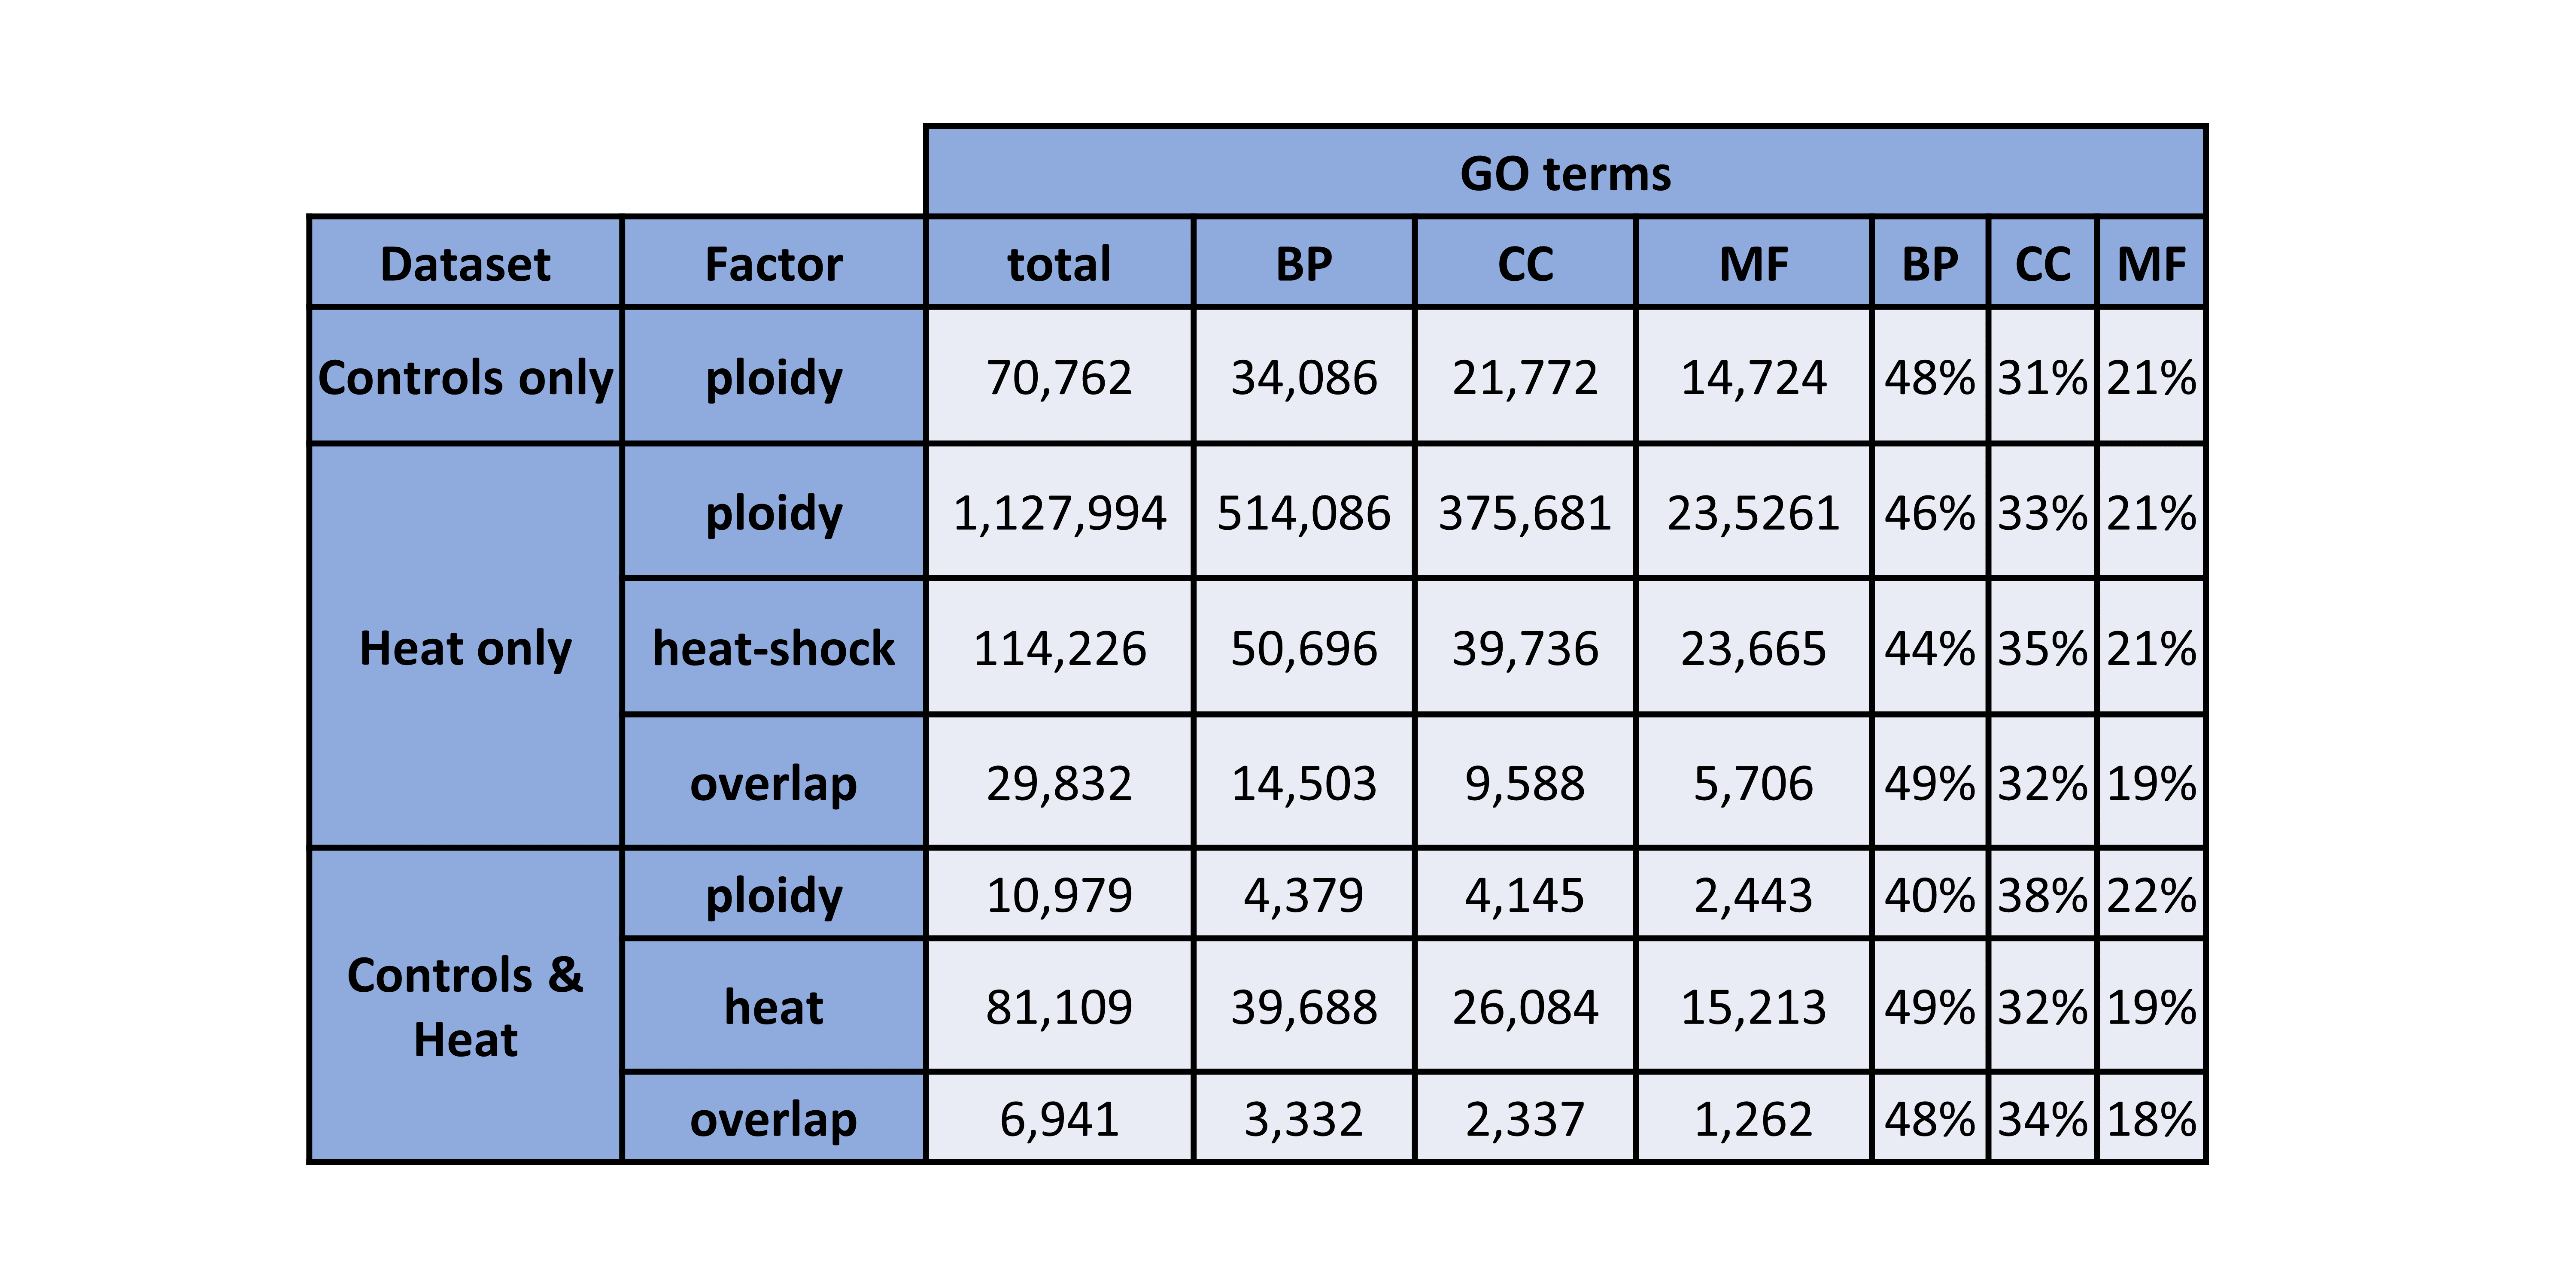 GO terms
Dataset Factor total BP CC MF BP CC MF
Controls only ploidy 70,762 34,086 21,772 14,724 48% 31% 21%
ploidy 1,127,994 514,086 375,681 23,5261 46% 33% 21%
Heat only heat-shock 114,226 50,696 39,736 23,665 44% 35% 21%
overlap 29,832 14,503 9,588 5,706 49% 32% 19%
ploidy 10,979 4,379 4,145 2,443 40% 38% 22%
Controls &
Heat
heat 81,109 39,688 26,084 15,213 49% 32% 19%
overlap 6,941 3,332 2,337 1,262 48% 34% 18%